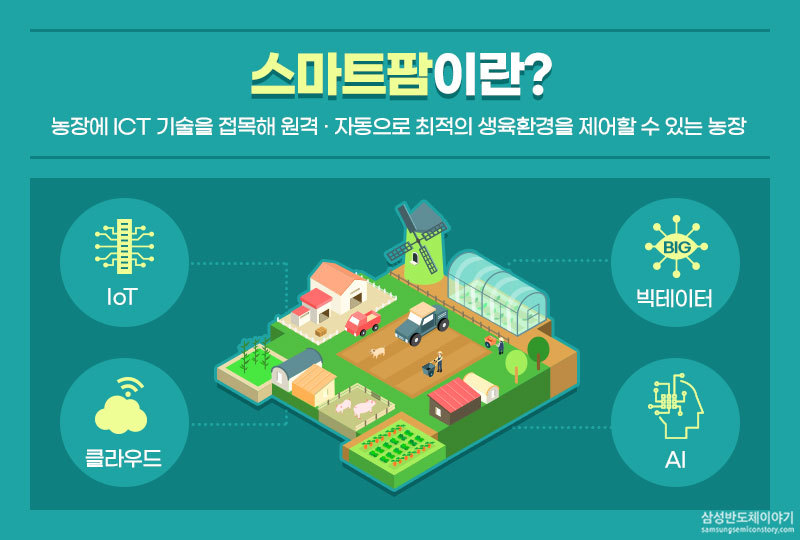 스마트팜이란?
농장에 ICT 기술을 접목해 원격 · 자동으로 최적의 생육환경을 제어할 수 있는 농장
IoT
BIG
빅테이터
클라우드
AI
삼성반도체이야기
samsungsemiconstory.com